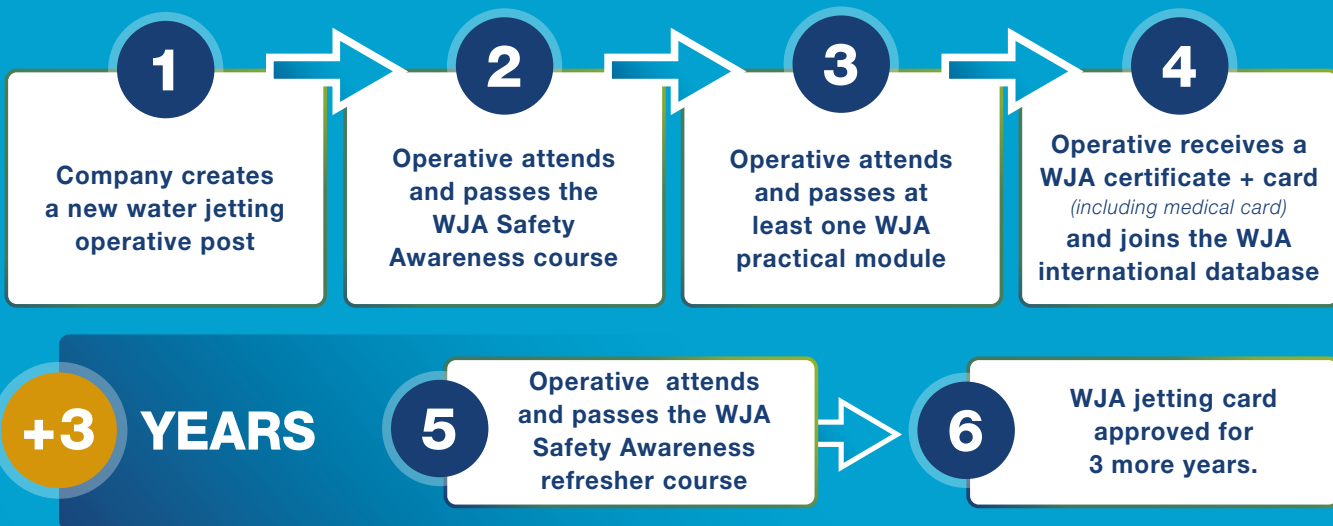 1
Company creates
a new water jetting
operative post
2
Operative attends
and passes the
WJA Safety
Awareness course
3
Operative attends
and passes at
least one WJA
practical module
4
Operative receives a
WJA certificate + card
(including medical card)
and joins the WJA
international database
+3 YEARS
5
Operative attends
and passes the WJA
Safety Awareness
refresher course
6
WJA jetting card
approved for
3 more years.